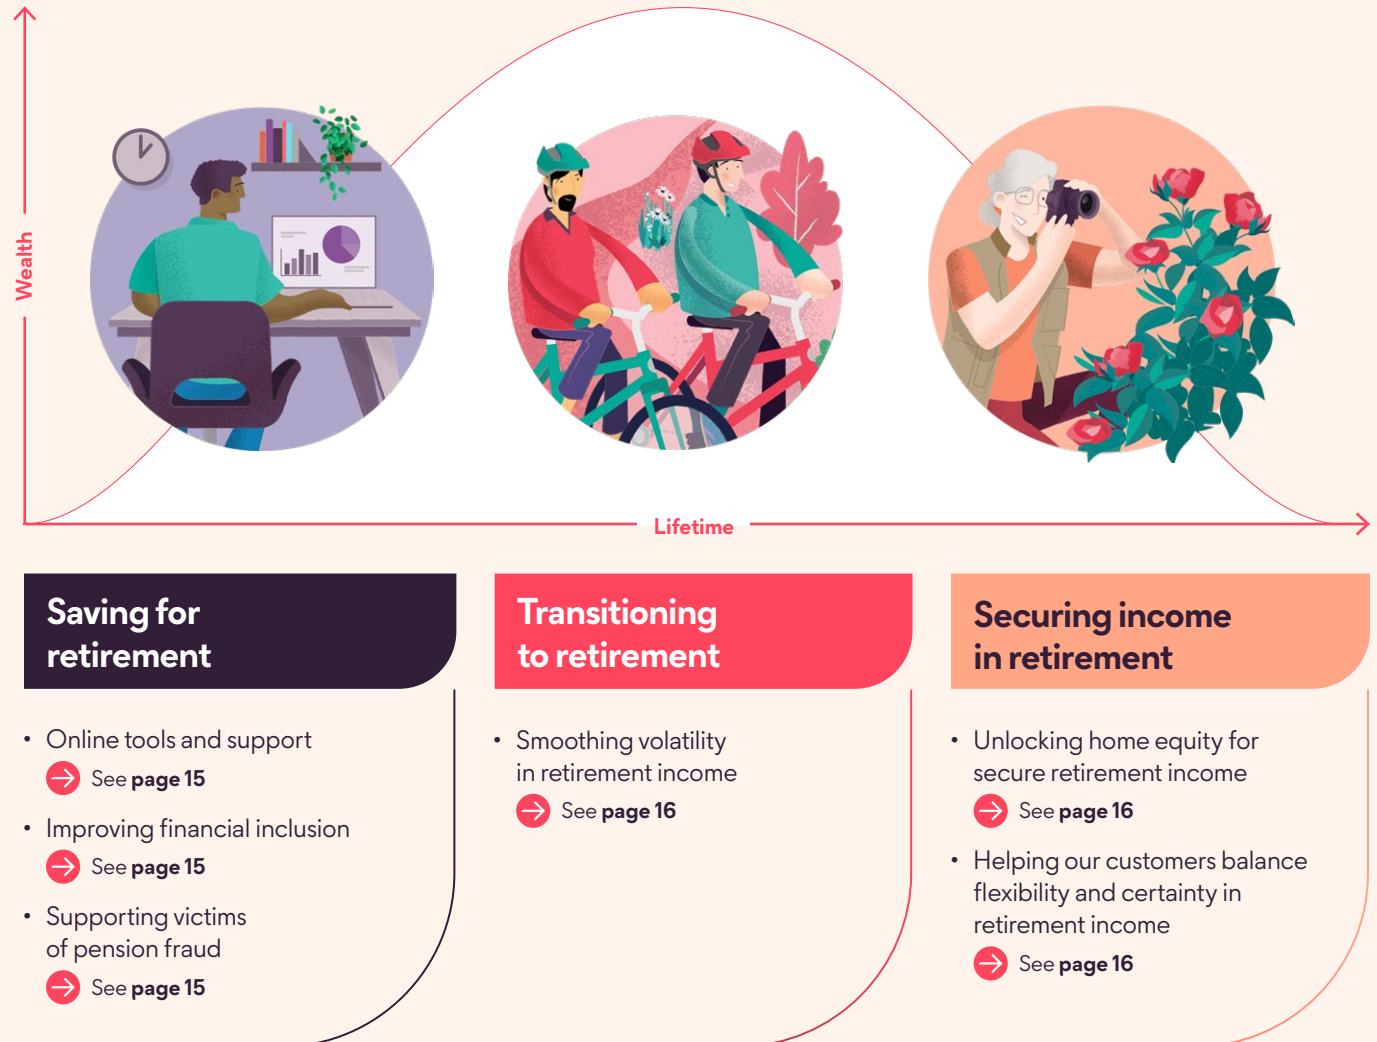 Wealth
Lifetime
Saving for
retirement
• Online tools and support
See page 15
• Improving financial inclusion
See page 15
• Supporting victims
of pension fraud
See page 15
Transitioning
to retirement
• Smoothing volatility
in retirement income
See page 16
Securing income
in retirement
• Unlocking home equity for
secure retirement income
See page 16
• Helping our customers balance
flexibility and certainty in
retirement income
See page 16